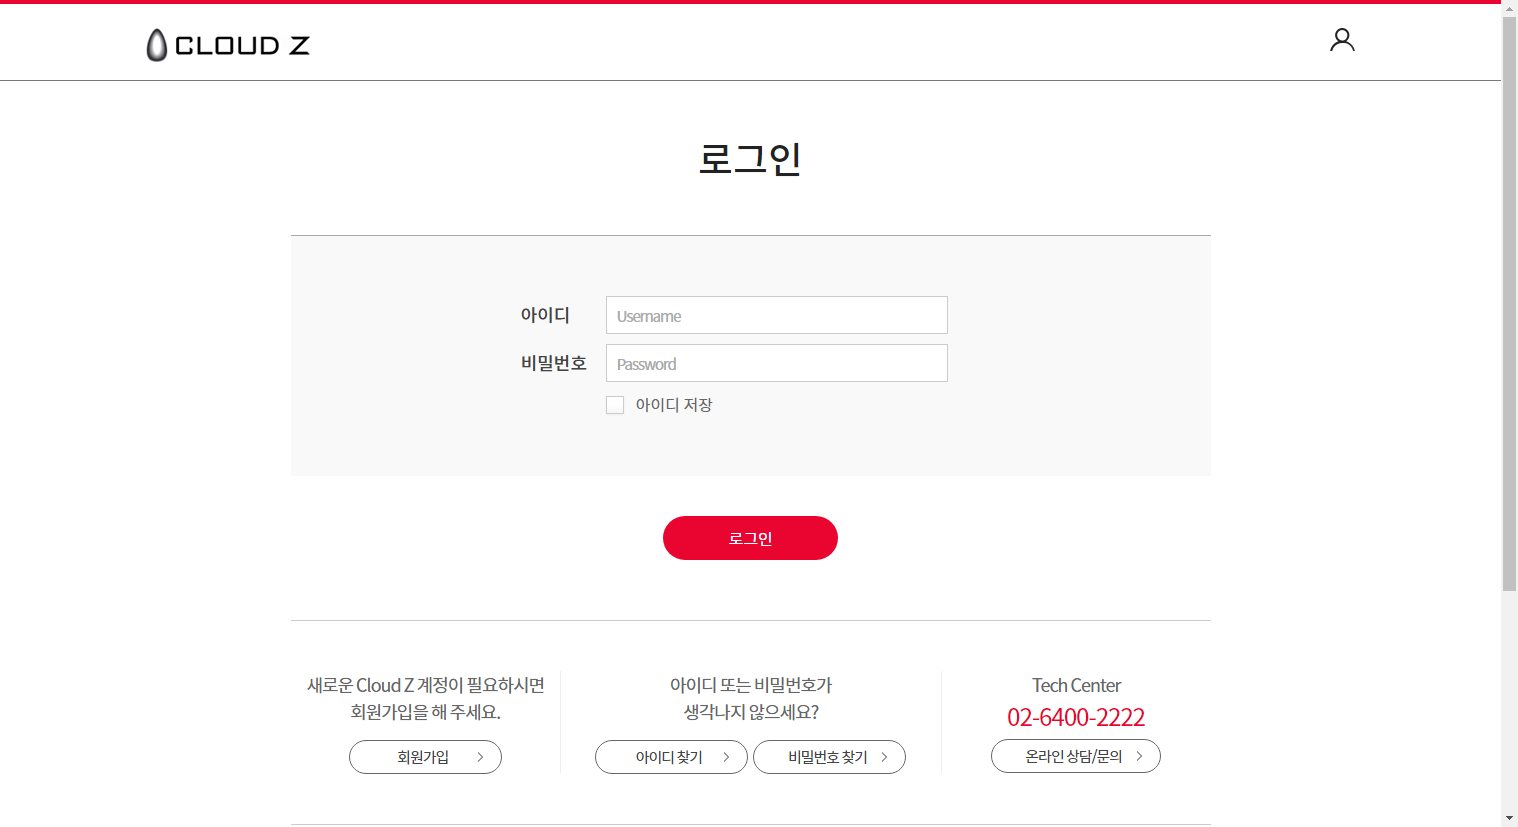 CLOUD Z
로그인
아이디
Username
비밀번호
Password
아이디 저장
로그인
새로운 Cloud Z 계정이 필요하시면
회원가입을 해 주세요.
회원가입
아이디 또는 비밀번호가
생각나지 않으세요?
아이디 찾기
비밀번호 찾기
Tech Center
02-6400-2222
온라인 상담/문의